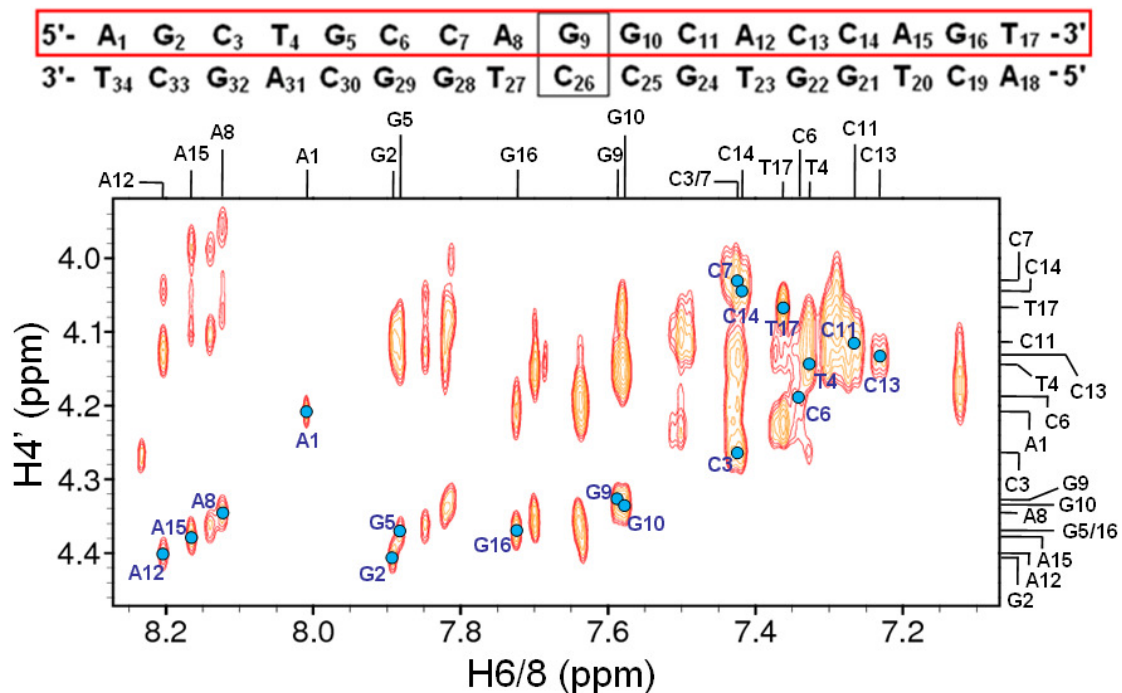 5'- A1 G2 C3 T4 G5 C6 C7 A8 G9 G10 C11 A12 C13 C14 A15 G16 T17 -3'
3'- T34 C33 G32 A31 C30 G29 G28 T27 C26 C25 G24 T23 G22 G21 T20 C19 A18 -5'
G5 G10
A8 C6 C11
A15 A1 G2 G16 G9 C14 T17 T4 C13
A12 C3/7
4.0
4.1
4.2
4.3
4.4
H4' (ppm)
C7
C14 T17 C11
T4 C13
C6
A1
C3
A8 G9
A15 G5 G16 G10
A12 G2
C7
C14
T17
C11
T4 C13
C6
A1
C3
G9
G10
A8
G5/16
A15
A12
G2
8.2 8.0 7.8 7.6 7.4 7.2
H6/8 (ppm)